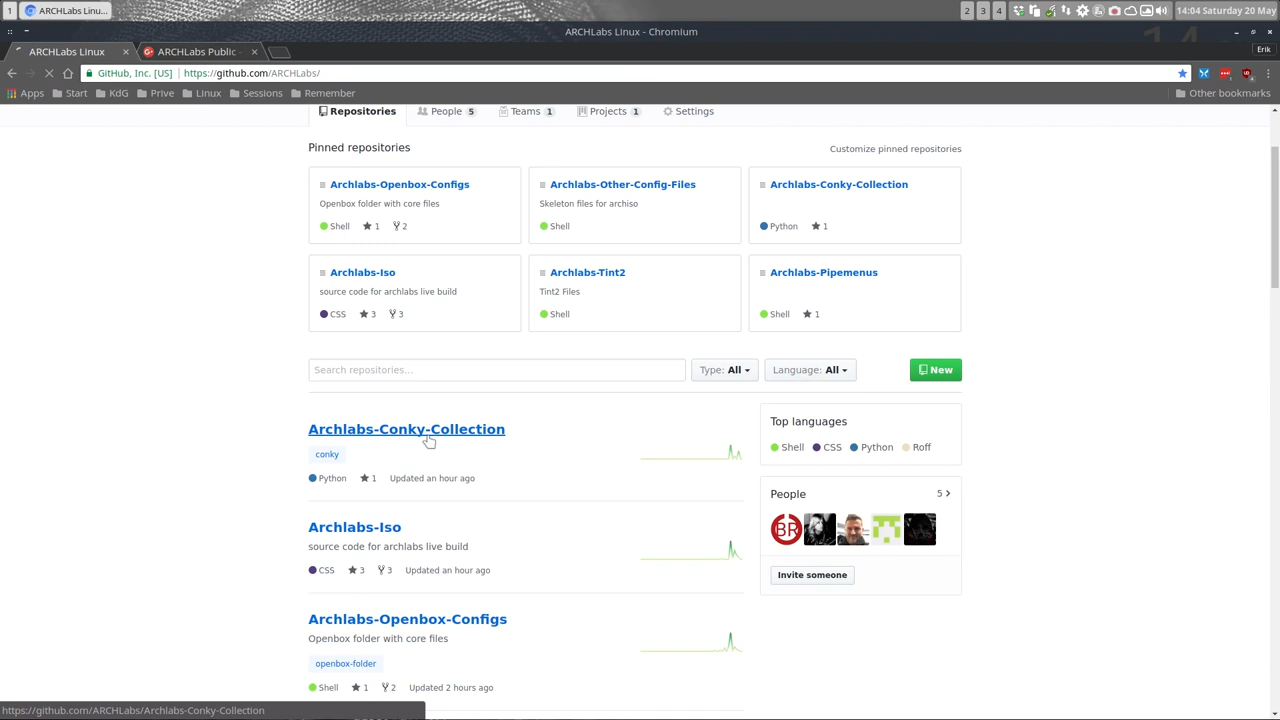 1 ARCHLabs Linu... 2 3 4 14:04 Saturday 20 May
ARCHLabs Linux - Chromium
ARCHLabs Linux × ARCHLabs Public - × Erik
GitHub, Inc. [US] https://github.com/ARCHLabs/
Apps Start KdG Prive Linux Sessions Remember Other bookmarks
Repositories People 5 Teams 1 Projects 1 Settings
Pinned repositories Customize pinned repositories
Archlabs-Openbox-Configs Archlabs-Other-Config-Files Archlabs-Conky-Collection
Openbox folder with core files Skeleton files for archiso
Shell 1 2 Shell Python 1
Archlabs-Iso Archlabs-Tint2 Archlabs-Pipemenus
source code for archlabs live build Tint2 Files
CSS 3 3 Shell Shell 1
Search repositories... Type: All Language: All New
Archlabs-Conky-Collection
conky
Python 1 Updated an hour ago
Top languages
Shell CSS Python Roff
People 5
BR
Invite someone
Archlabs-Iso
source code for archlabs live build
CSS 3 3 Updated an hour ago
Archlabs-Openbox-Configs
Openbox folder with core files
openbox-folder
Shell 1 2 Updated 2 hours ago
https://github.com/ARCHLabs/Archlabs-Conky-Collection